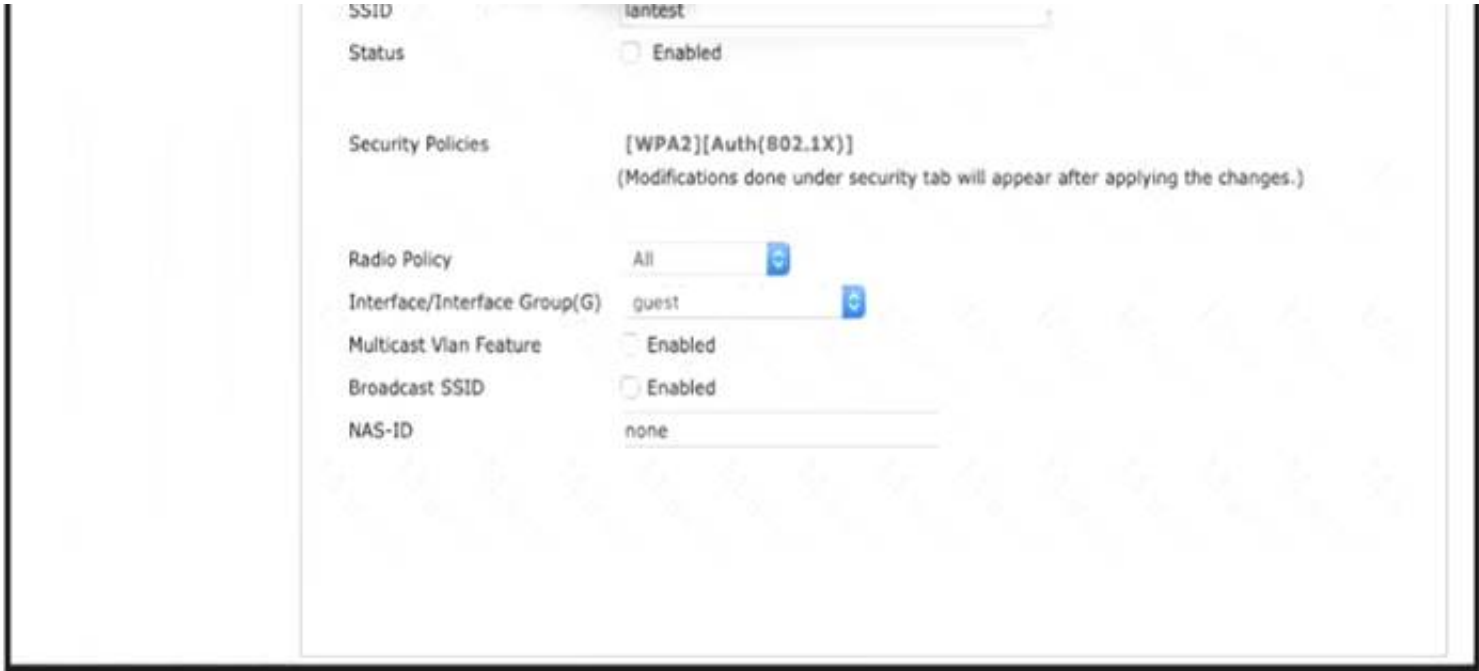 SSID lantest
Status Enabled
Security Policies [WPA2][Auth(802.1X)]
(Modifications done under security tab will appear after applying the changes.)
Radio Policy All
Interface/Interface Group(G) guest
Multicast Vlan Feature Enabled
Broadcast SSID Enabled
NAS-ID none